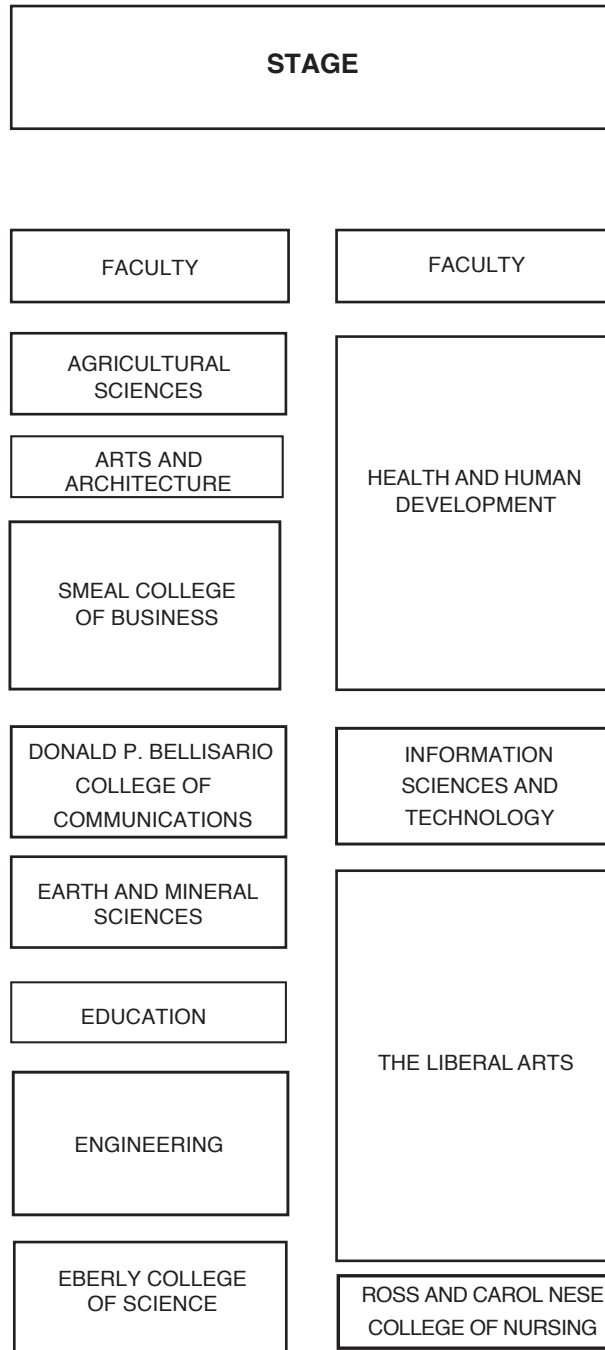 STAGE
FACULTY
FACULTY
AGRICULTURAL
SCIENCES
ARTS AND
ARCHITECTURE
SMEAL COLLEGE
OF BUSINESS
DONALD P. BELLISARIO
COLLEGE OF
COMMUNICATIONS
EARTH AND MINERAL
SCIENCES
EDUCATION
ENGINEERING
EBERLY COLLEGE
OF SCIENCE
HEALTH AND HUMAN
DEVELOPMENT
INFORMATION
SCIENCES AND
TECHNOLOGY
THE LIBERAL ARTS
ROSS AND CAROL NESE
COLLEGE OF NURSING